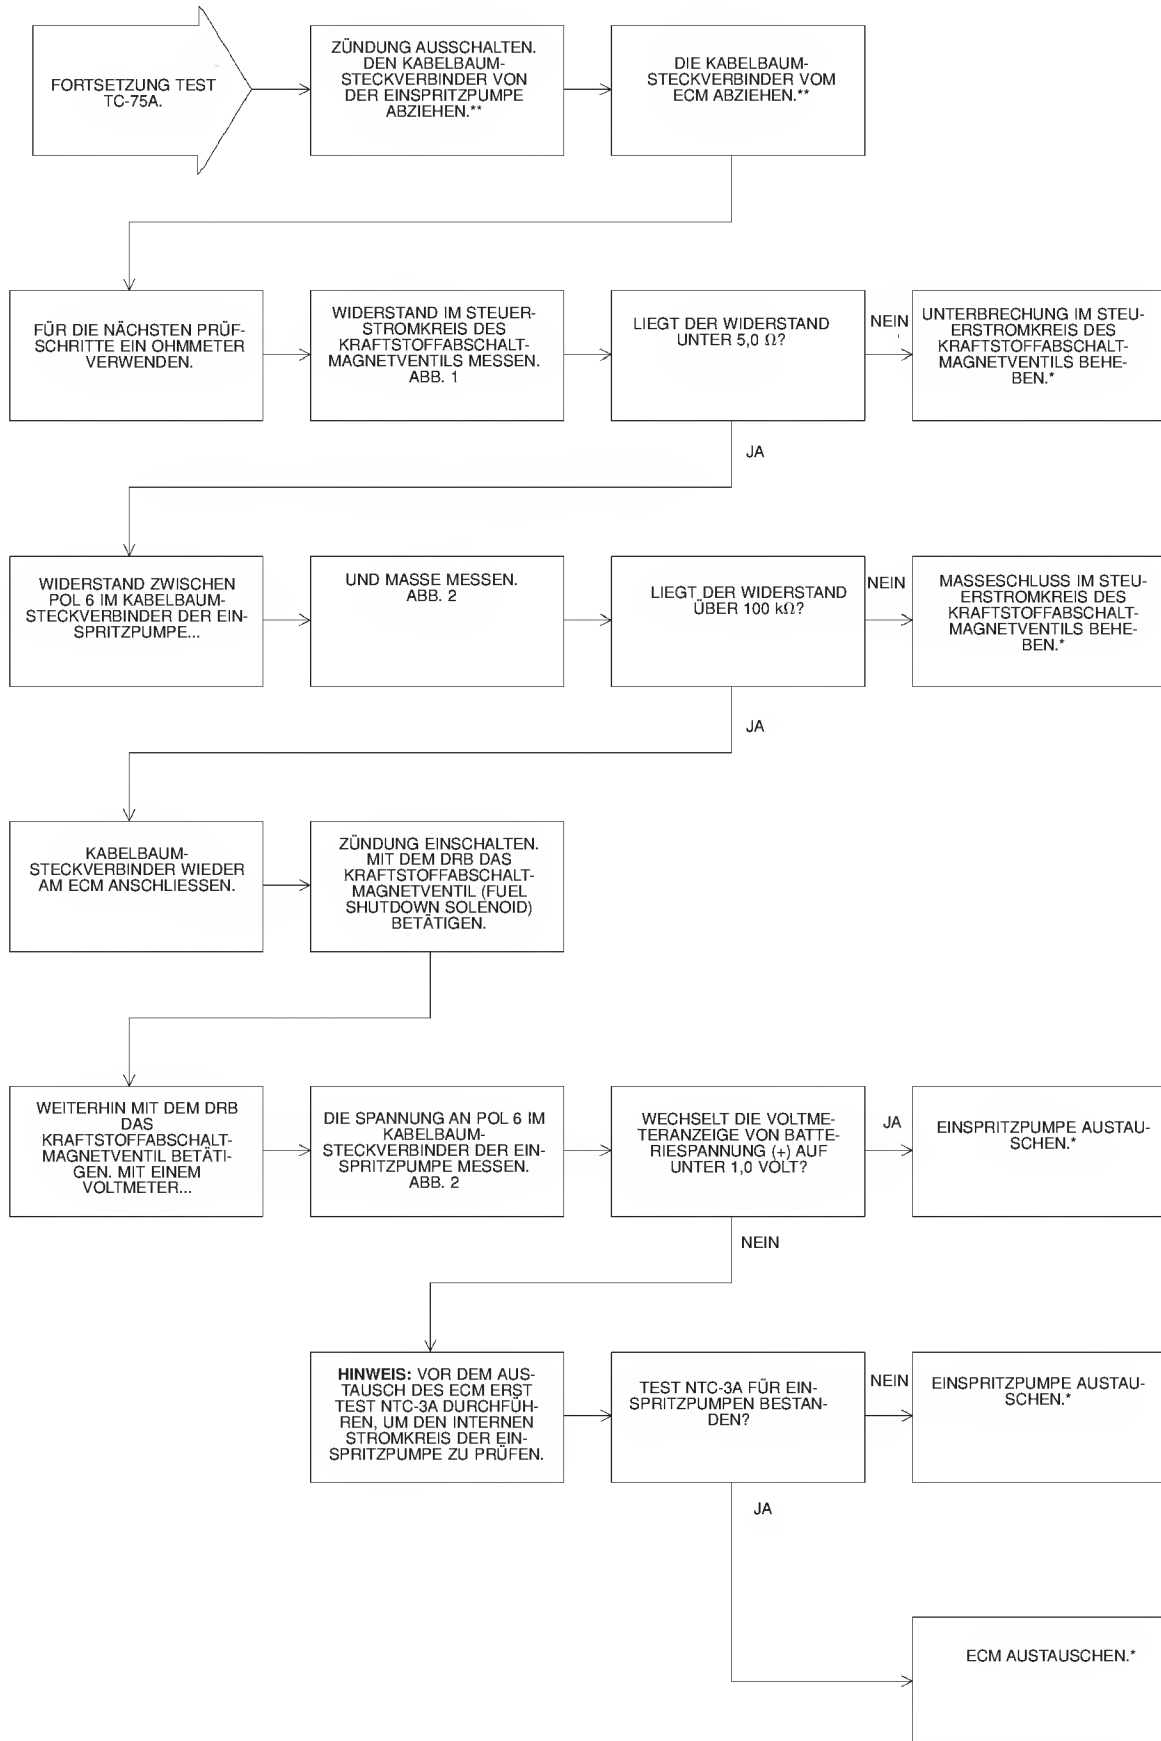 FORTSETZUNG TEST
TC-75A.
ZÜNDUNG AUSSCHALTEN.
DEN KABELBAUM-
STECKVERBINDER VON
DER EINSPRITZPUMPE
ABZIEHEN.**
DIE KABELBAUM-
STECKVERBINDER VOM
ECM ABZIEHEN.**
FÜR DIE NÄCHSTEN PRÜF-
SCHRITTE EIN OHMMETER
VERWENDEN.
WIDERSTAND IM STEUER-
STROMKREIS DES
KRAFTSTOFFABSCHALT-
MAGNETVENTILS MESSEN.
ABB. 1
LIEGT DER WIDERSTAND
UNTER 5,0 Ω?
NEIN
UNTERBRECHUNG IM STEU-
ERSTROMKREIS DES
KRAFTSTOFFABSCHALT-
MAGNETVENTILS BEHE-
BEN.*
JA
WIDERSTAND ZWISCHEN
POL 6 IM KABELBAUM-
STECKVERBINDER DER EIN-
SPRITZPUMPE...
UND MASSE MESSEN.
ABB. 2
LIEGT DER WIDERSTAND
ÜBER 100 kΩ?
NEIN
MASSESCHLUSS IM STEU-
ERSTROMKREIS DES
KRAFTSTOFFABSCHALT-
MAGNETVENTILS BEHE-
BEN.*
JA
KABELBAUM-
STECKVERBINDER WIEDER
AM ECM ANSCHLIESSEN.
ZÜNDUNG EINSCHALTEN.
MIT DEM DRB DAS
KRAFTSTOFFABSCHALT-
MAGNETVENTIL (FUEL
SHUTDOWN SOLENOID)
BETÄTIGEN.
WEITERHIN MIT DEM DRB
DAS
KRAFTSTOFFABSCHALT-
MAGNETVENTIL BETÄTI-
GEN. MIT EINEM
VOLTMETER...
DIE SPANNUNG AN POL 6 IM
KABELBAUM-
STECKVERBINDER DER EIN-
SPRITZPUMPE MESSEN.
ABB. 2
WECHSELT DIE VOLTME-
TERANZEIGE VON BATTE-
RIESPANNUNG (+) AUF
UNTER 1,0 VOLT?
JA
EINSPRITZPUMPE AUSTAU-
SCHEN.*
NEIN
HINWEIS: VOR DEM AUS-
TAUSCH DES ECM ERST
TEST NTC-3A DURCHFÜH-
REN, UM DEN INTERNEN
STROMKREIS DER EIN-
SPRITZPUMPE ZU PRÜFEN.
TEST NTC-3A FÜR EIN-
SPRITZPUMPEN BESTAN-
DEN?
NEIN
EINSPRITZPUMPE AUSTAU-
SCHEN.*
JA
ECM AUSTAUSCHEN.*